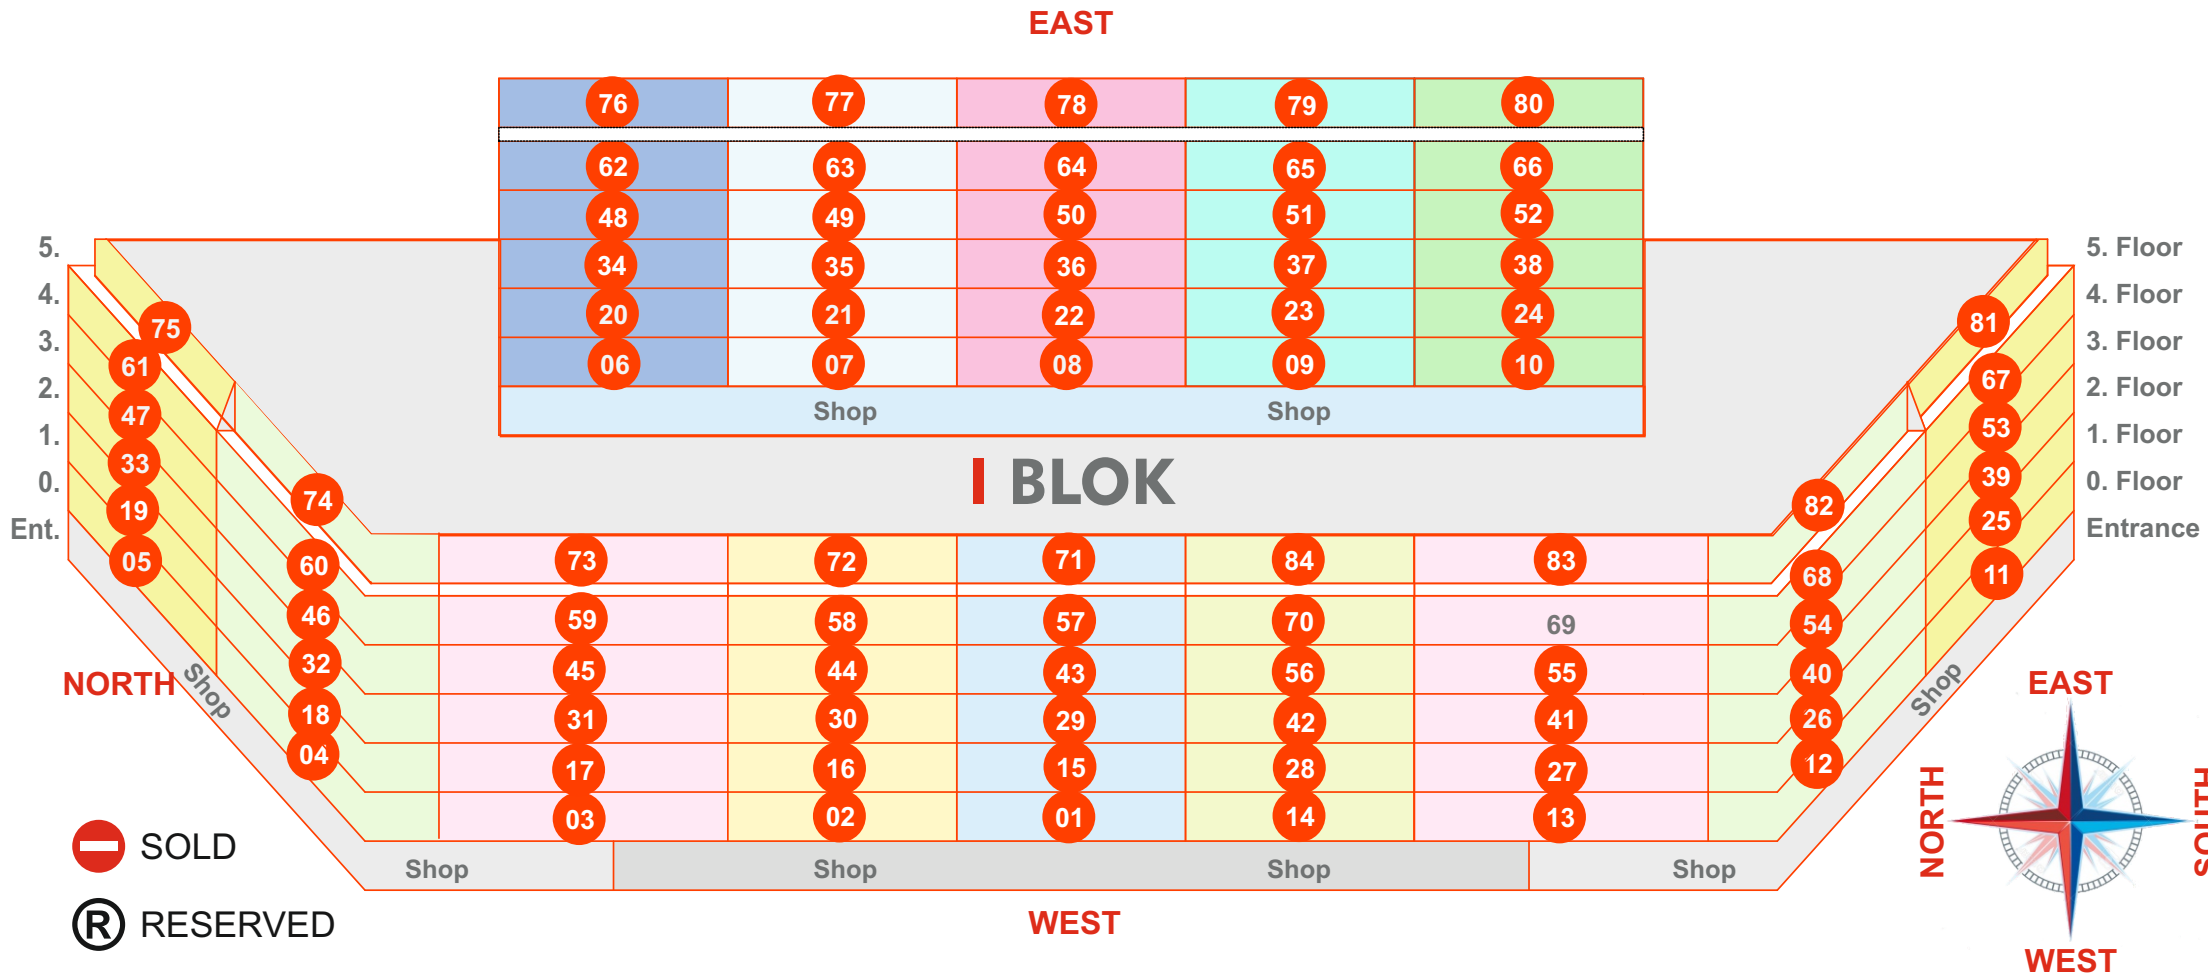 EAST
76 77 78 79 80
62 63 64 65 66
48 49 50 51 52
5. 5. Floor
34 35 36 37 38
4. 4. Floor
20 21 22 23 24
75 81
3. 3. Floor
61 06 07 08 09 10 67
2. 2. Floor
47 Shop Shop 53
1. 1. Floor
33 39
I BLOK
0. 0. Floor
74 82
19 25
Ent. Entrance
05 73 72 71 84 83 11
60 68
46 59 58 57 70 69 54
32 45 44 43 56 55 40
NORTH Shop Shop EAST
18 31 30 29 42 41 26
04 17 16 15 28 27 12
03 02 01 14 13
NORTH SOUTH
SOLD
Shop Shop Shop Shop
R RESERVED
WEST
WEST